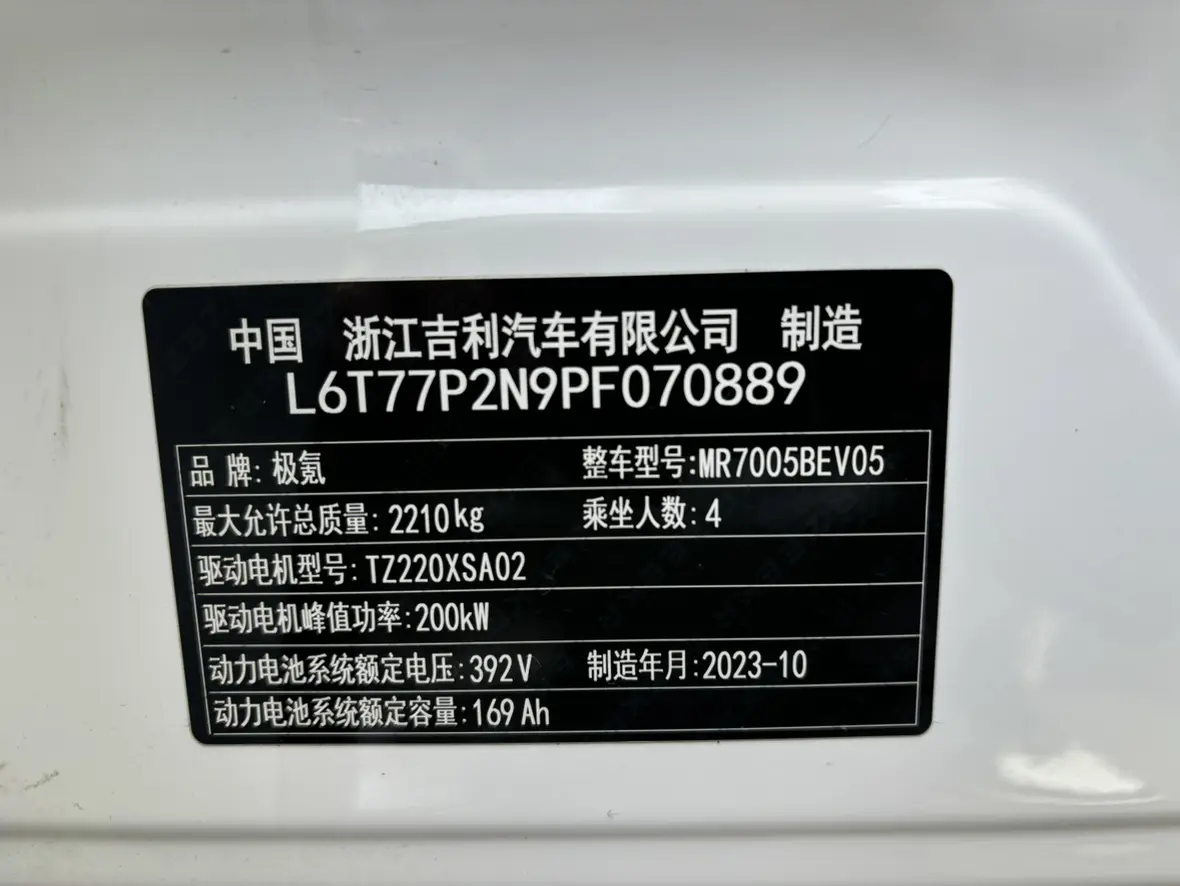 中国 浙江吉利汽车有限公司 制造
L6T77P2N9PF070889
品 牌: 极氪 整车型号:MR7005BEV05
最大允许总质量: 2210kg 乘坐人数: 4
驱动电机型号: TZ220XSA02
驱动电机峰值功率: 200kW
动力电池系统额定电压: 392V 制造年月: 2023-10
动力电池系统额定容量: 169Ah